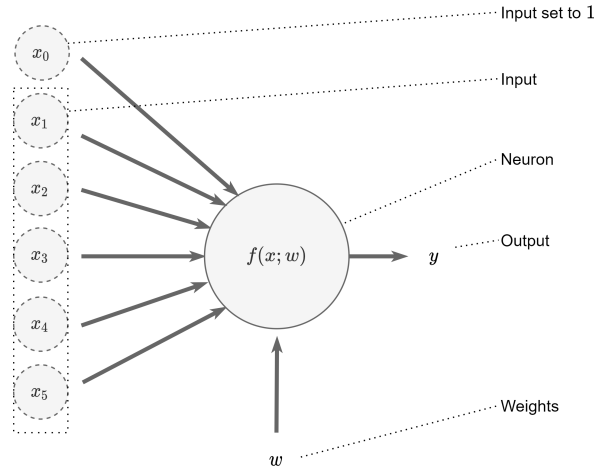 Input set to 1
x₀
Input
x₁
Neuron
x₂
Output
x₃
f(x; w)
y
x₄
x₅
Weights
w